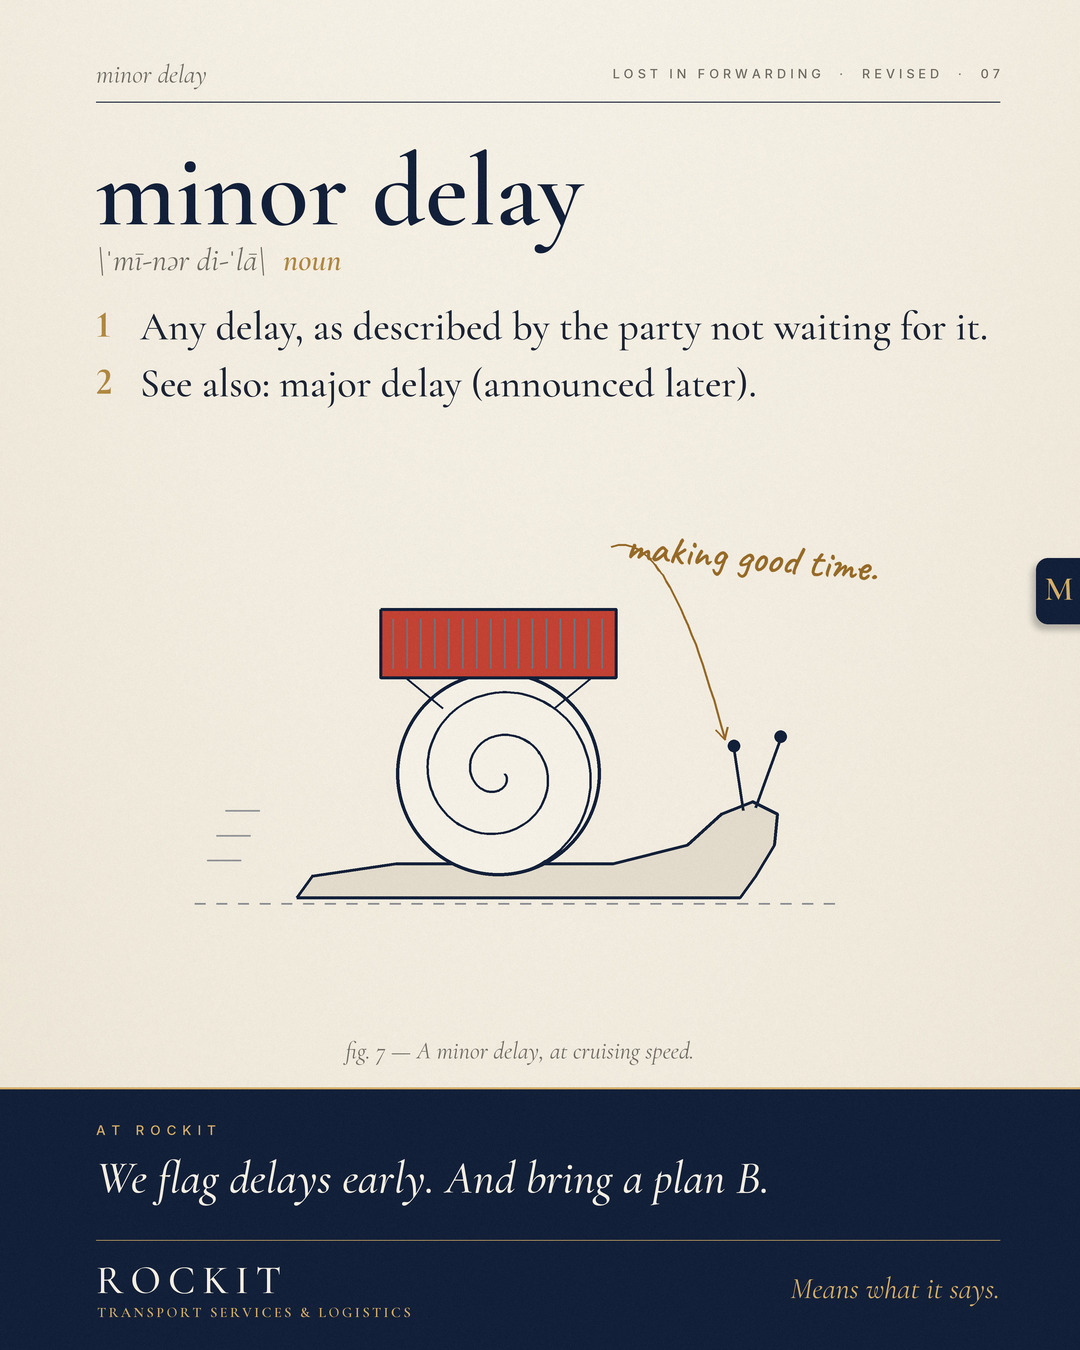 minor delay
LOST IN FORWARDING · REVISED · 07
minor delay
\ˈmī-nər di-ˈlā\ noun
1 Any delay, as described by the party not waiting for it.
2 See also: major delay (announced later).
making good time.
M
fig. 7 — A minor delay, at cruising speed.
AT ROCKIT
We flag delays early. And bring a plan B.
ROCKIT
TRANSPORT SERVICES & LOGISTICS
Means what it says.